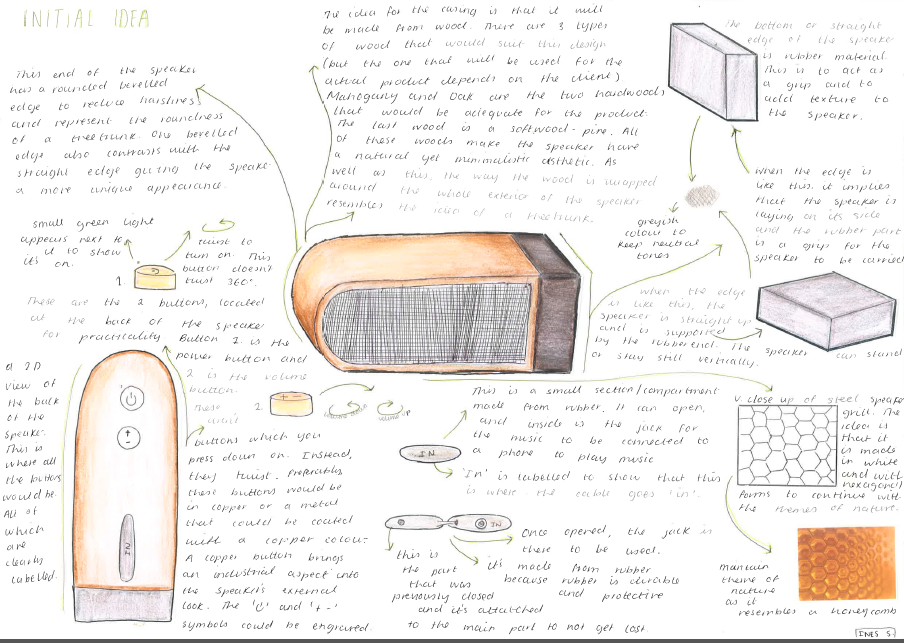 INITIAL IDEA
This end of the speaker
has a rounded bevelled
edge to reduce harshness
and represent the roundness
of a treetrunk. One bevelled
edge also contrasts with the
straight edge giving the speaker
a more unique appearance.
The idea for the casing is that it will
be made from wood. There are 3 types
of wood that would suit this design
(but the one that will be used for the
actual product depends on the client)
Mahogany and Oak are the two hardwoods
that would be adequate for the product.
The last wood is a softwood - pine. All
of these woods make the speaker have
a natural yet minimalistic asthetic. As
well as this, the way the wood is wrapped
around the whole exterior of the speaker
resembles the idea of a treetrunk.
The bottom or straight
edge of the speaker
is rubber material.
This is to act as
a grip and to
add texture to
the speaker.
when the edge is
like this, it implies
that the speaker is
laying on its side
and the rubber part
is a grip for the
speaker to be carried
greyish
colour to
keep neutral
tones
when the edge
is like this, the
speaker is straight up
and is supported
by the rubber end. The speaker can stand
or stay still vertically.
small green light
appears next to
it to show
it's on.
1
twist to
turn on. This
button doesn't
twist 360°.
These are the 2 buttons, located
at the back of the speaker
for practicality
Button 1. is the
power button and
2 is the volume
button.
These
aren't
buttons which you
press down on. Instead,
they twist. Preferably
these buttons would be
in copper or a metal
that could be coated
with a copper colour.
A copper button brings
an industrial aspect into
the speaker's external
look. The '⏻' and '+ -'
symbols could be engraved.
2.
+ -
volume down
volume up
a 2D
view of
the back
of the
speaker.
This is
where all
the buttons
would be.
All of
which
are
clearly
labelled.
+
-
IN
This is a small section/compartment
made from rubber. It can open,
and inside is the jack for
the music to be connected to
a phone to play music
IN
'In' is labelled to show that this
is where the cable goes 'in'.
IN
Once opened, the jack is
there to be used.
this is
the part
that was
previously closed
and it's attatched
to the main part to not get lost.
it's made from rubber
because rubber is durable
and protective
v. close up of steel speaker
grill. The
idea is
that it
is made
in white
and with
hexagonal
forms to continue with
the themes of nature.
maintain
theme of
nature
as it
resembles a honeycomb
INES S